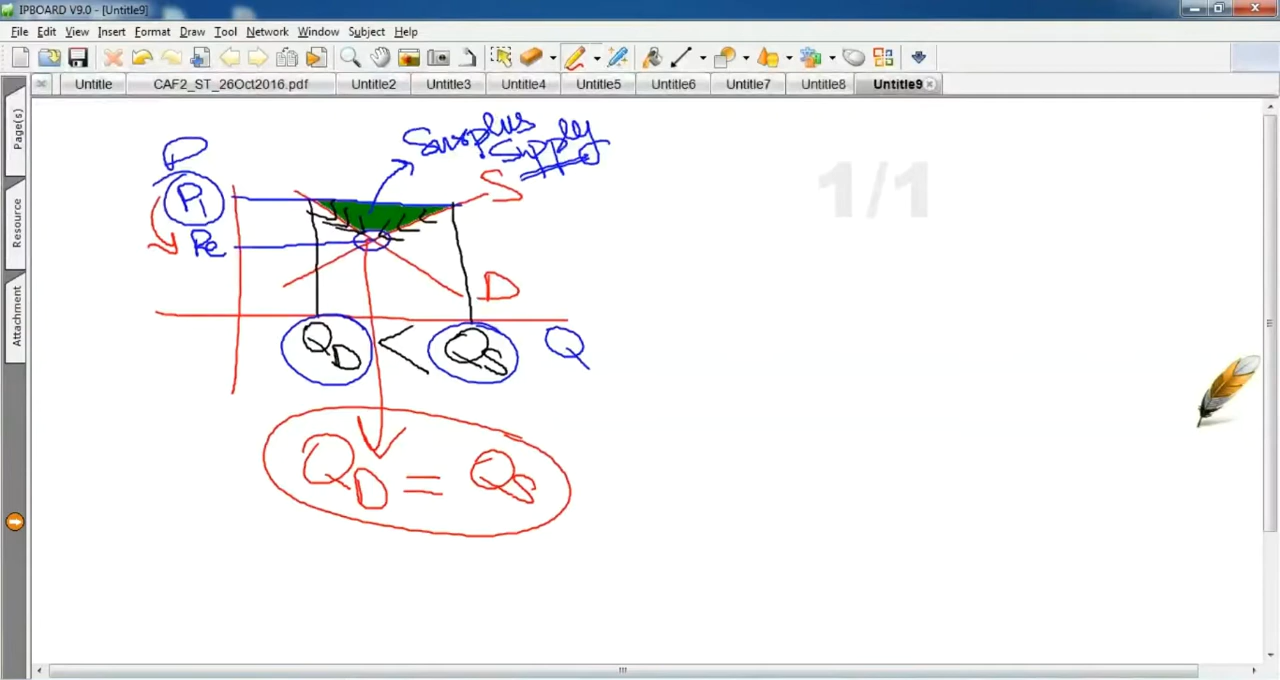 IPBOARD V9.0 - [Untitle9]
File Edit View Insert Format Draw Tool Network Window Subject Help
Untitle CAF2_ST_26Oct2016.pdf Untitle2 Untitle3 Untitle4 Untitle5 Untitle6 Untitle7 Untitle8 Untitle9
Page(s)
Resource
Attachment
1/1
Surplus
Supply
P
P1
S
Pe
D
QD < QS Q
QD = QS